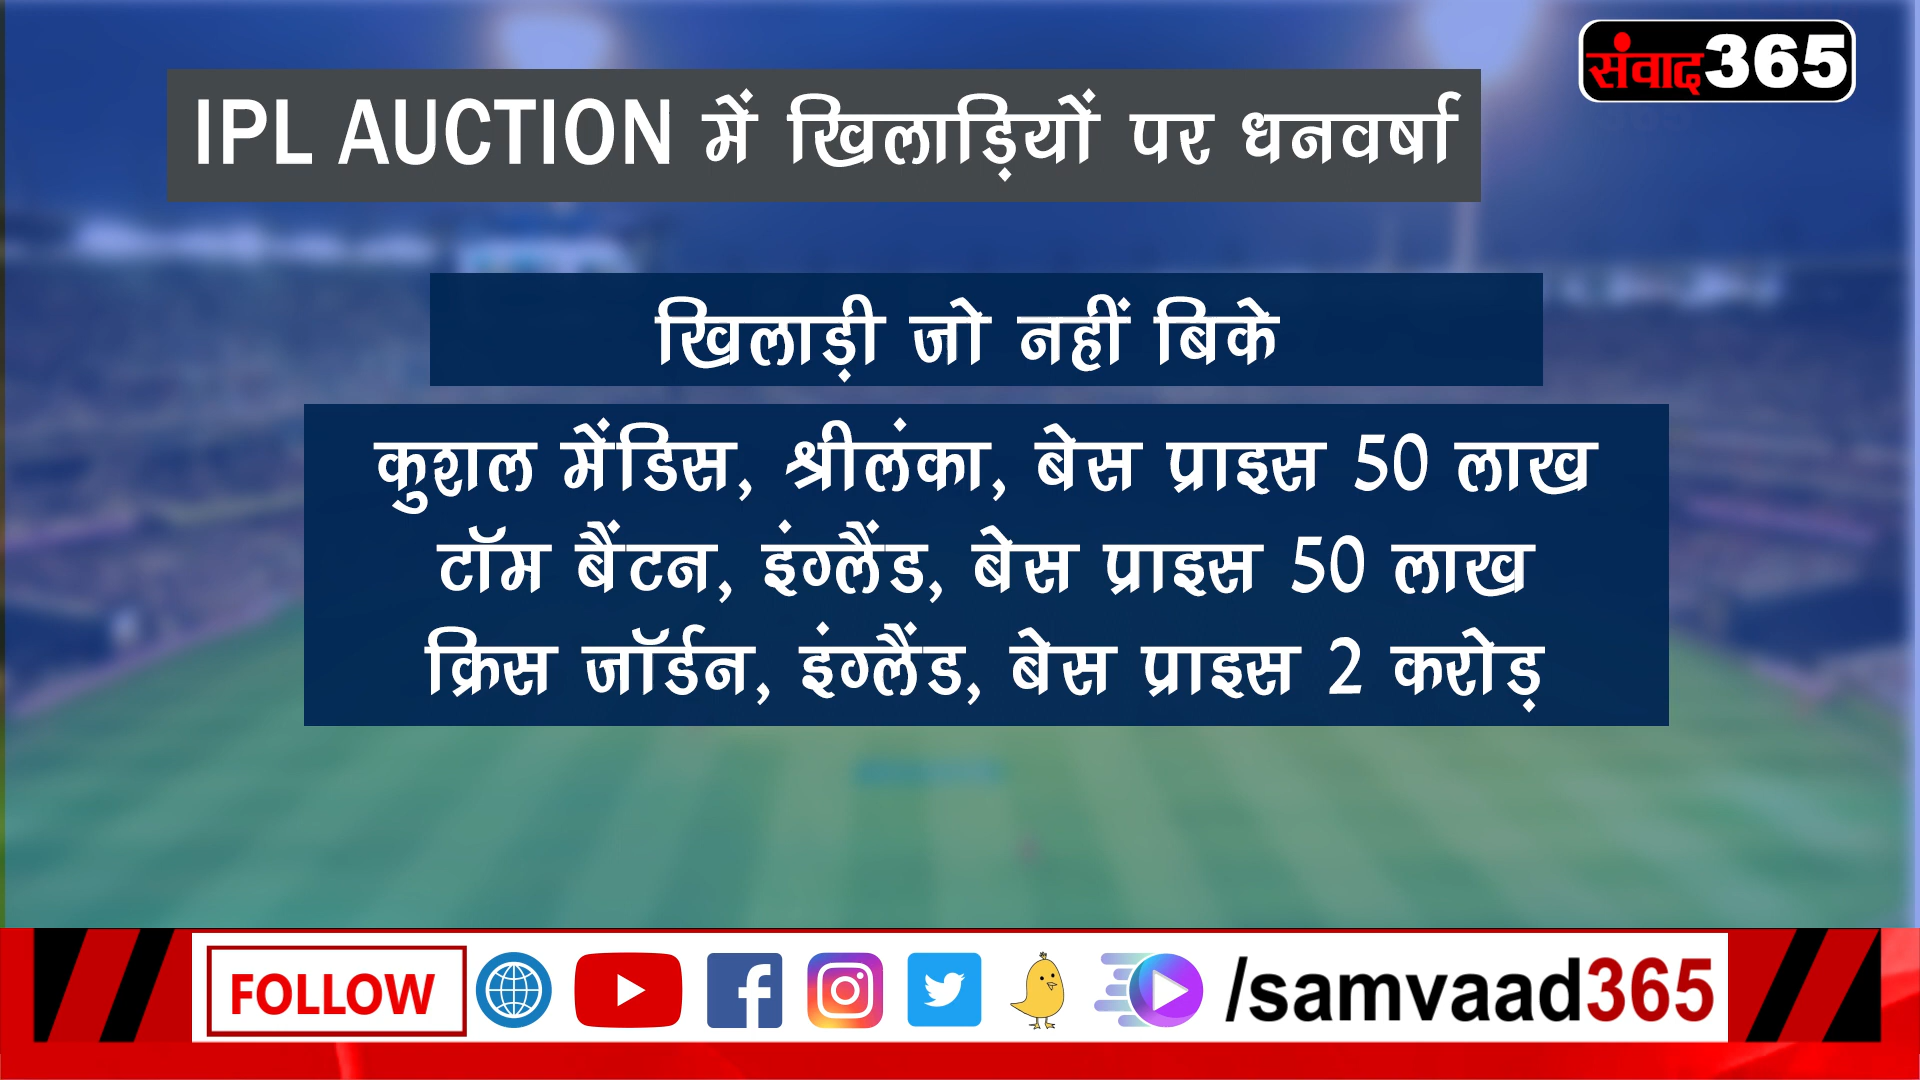 संवाद365
IPL AUCTION में खिलाड़ियों पर धनवर्षा
खिलाड़ी जो नहीं बिके
कुशल मेंडिस, श्रीलंका, बेस प्राइस 50 लाख
टॉम बैंटन, इंग्लैंड, बेस प्राइस 50 लाख
क्रिस जॉर्डन, इंग्लैंड, बेस प्राइस 2 करोड़
FOLLOW /samvaad365